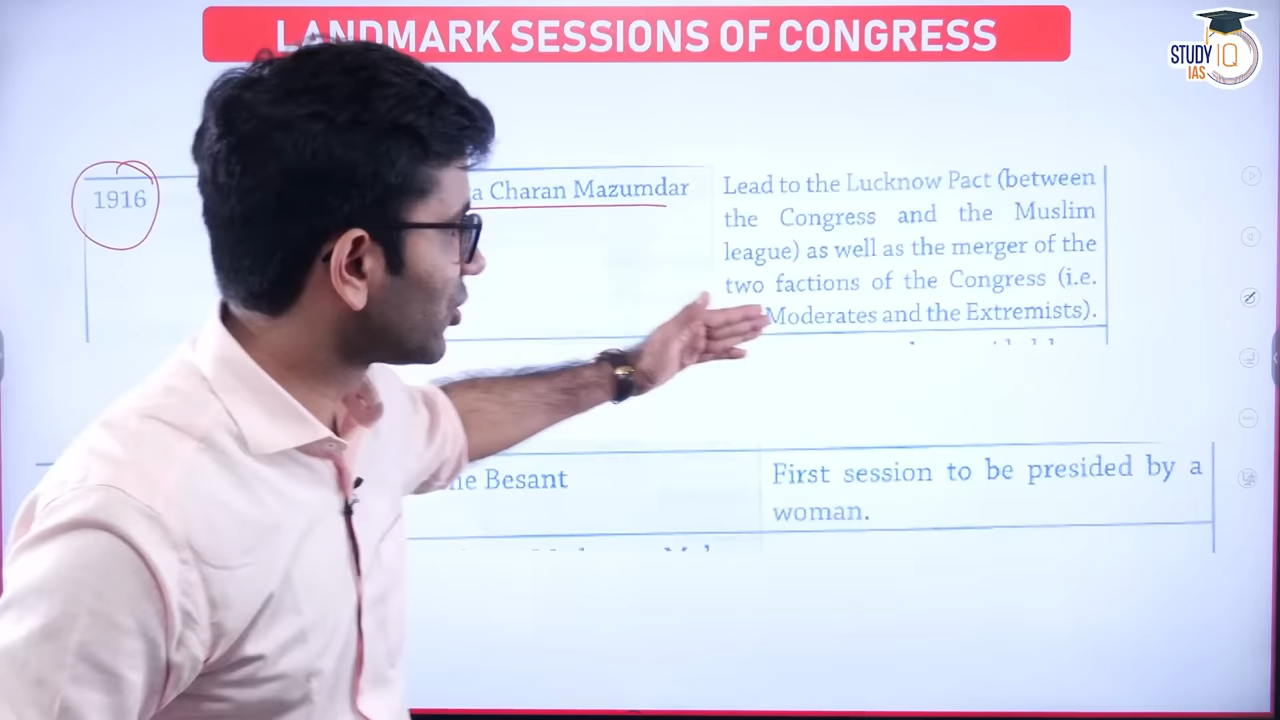 LANDMARK SESSIONS OF CONGRESS
STUDY IQ
IAS
1916
Charan Mazumdar
Lead to the Lucknow Pact (between
the Congress and the Muslim
league) as well as the merger of the
two factions of the Congress (i.e.
Moderates and the Extremists).
Besant
First session to be presided by a
woman.